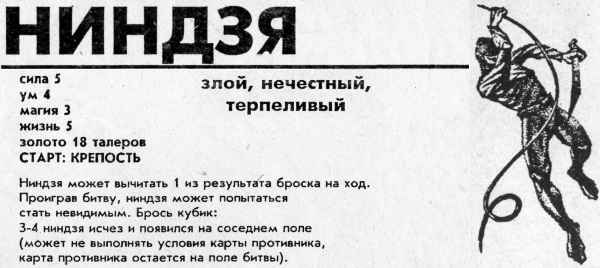 НИНДЗЯ
сила 5
ум 4
магия 3
жизнь 5
золото 18 талеров
СТАРТ: КРЕПОСТЬ
злой, нечестный,
терпеливый
Ниндзя может вычитать 1 из результата броска на ход.
Проиграв битву, ниндзя может попытаться
стать невидимым. Брось кубик:
3-4 ниндзя исчез и появился на соседнем поле
(может не выполнять условия карты противника,
карта противника остается на поле битвы).